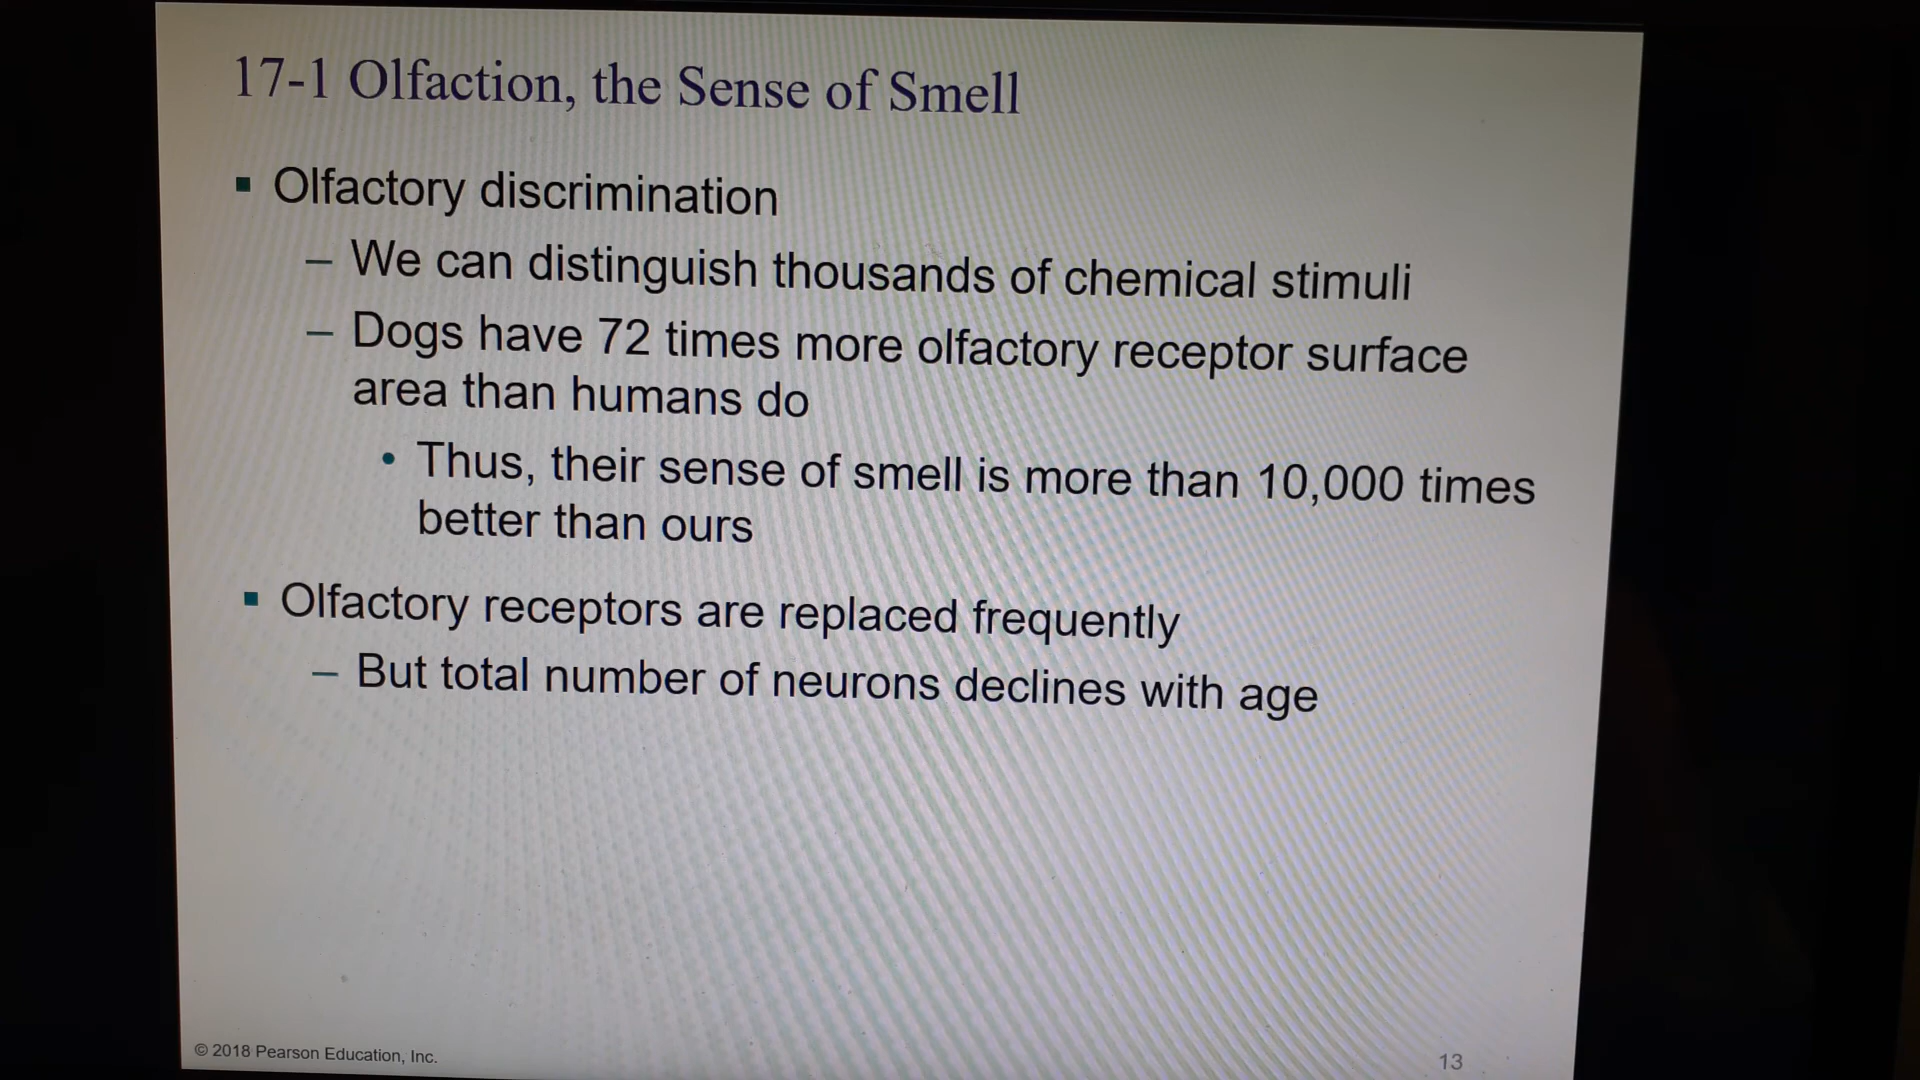 17-1 Olfaction, the Sense of Smell
▪ Olfactory discrimination
– We can distinguish thousands of chemical stimuli
– Dogs have 72 times more olfactory receptor surface
area than humans do
• Thus, their sense of smell is more than 10,000 times
better than ours
▪ Olfactory receptors are replaced frequently
– But total number of neurons declines with age
© 2018 Pearson Education, Inc.
13